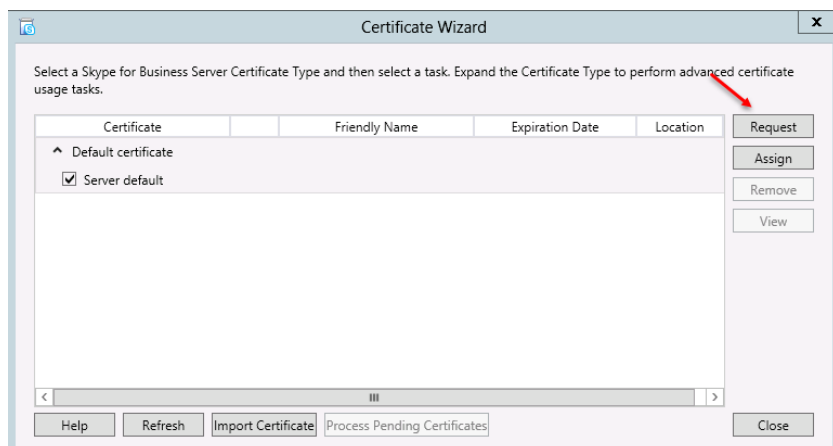 Certificate Wizard
x
Select a Skype for Business Server Certificate Type and then select a task. Expand the Certificate Type to perform advanced certificate
usage tasks.
Certificate Friendly Name Expiration Date Location
Request
Default certificate
Assign
Server default
Remove
View
Help Refresh Import Certificate Process Pending Certificates Close